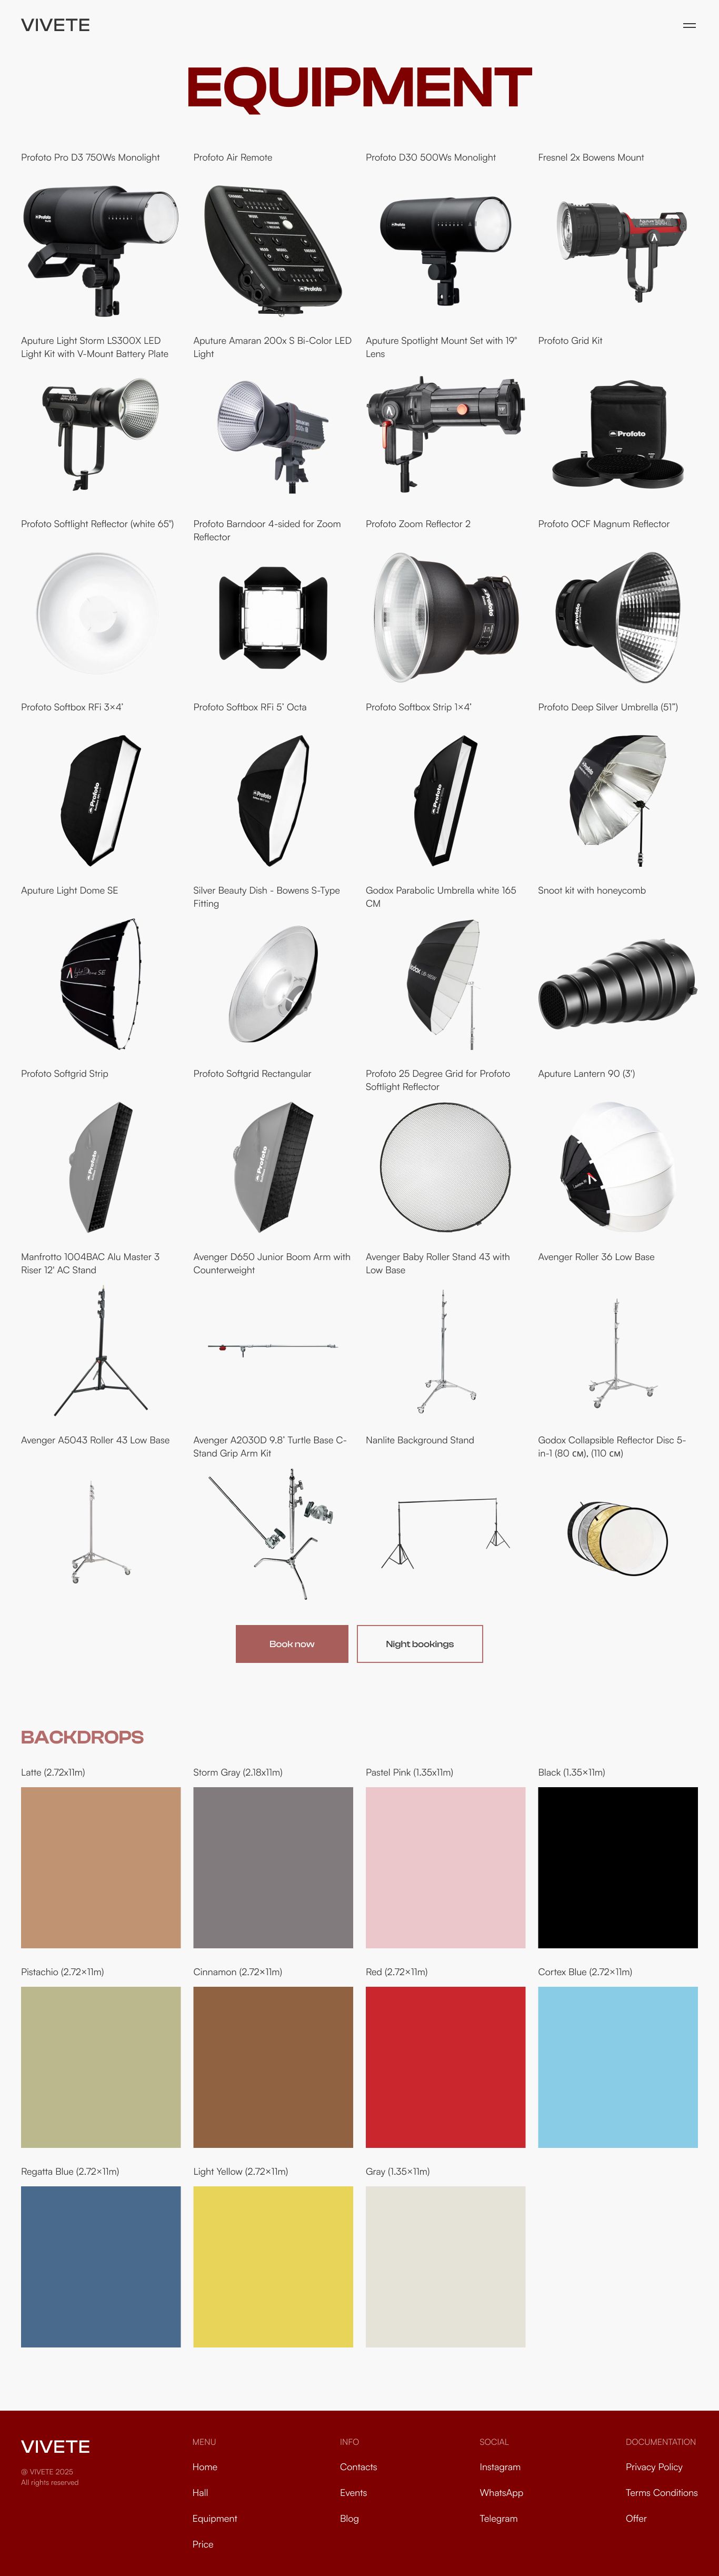 VIVETE
EQUIPMENT
Profoto Pro D3 750Ws Monolight
Profoto Air Remote
Profoto D30 500Ws Monolight
Fresnel 2x Bowens Mount
Aputure Light Storm LS300X LED
Light Kit with V-Mount Battery Plate
Aputure Amaran 200x S Bi-Color LED
Light
Aputure Spotlight Mount Set with 19°
Lens
Profoto Grid Kit
Profoto
Profoto Softlight Reflector (white 65°)
Profoto Barndoor 4-sided for Zoom
Reflector
Profoto Zoom Reflector 2
Profoto OCF Magnum Reflector
Profoto Softbox RFi 3×4'
Profoto Softbox RFi 5' Octa
Profoto Softbox Strip 1×4'
Profoto Deep Silver Umbrella (51")
Aputure Light Dome SE
Silver Beauty Dish - Bowens S-Type
Fitting
Godox Parabolic Umbrella white 165
CM
Snoot kit with honeycomb
Profoto Softgrid Strip
Profoto Softgrid Rectangular
Profoto 25 Degree Grid for Profoto
Softlight Reflector
Aputure Lantern 90 (3')
Manfrotto 1004BAC Alu Master 3
Riser 12' AC Stand
Avenger D650 Junior Boom Arm with
Counterweight
Avenger Baby Roller Stand 43 with
Low Base
Avenger Roller 36 Low Base
Avenger A5043 Roller 43 Low Base
Avenger A2030D 9.8' Turtle Base C-
Stand Grip Arm Kit
Nanlite Background Stand
Godox Collapsible Reflector Disc 5-
in-1 (80 см), (110 см)
Book now
Night bookings
BACKDROPS
Latte (2.72x11m)
Storm Gray (2.18x11m)
Pastel Pink (1.35x11m)
Black (1.35×11m)
Pistachio (2.72×11m)
Cinnamon (2.72×11m)
Red (2.72×11m)
Cortex Blue (2.72×11m)
Regatta Blue (2.72×11m)
Light Yellow (2.72×11m)
Gray (1.35×11m)
VIVETE
@ VIVETE 2025
All rights reserved
MENU
Home
Hall
Equipment
Price
INFO
Contacts
Events
Blog
SOCIAL
Instagram
WhatsApp
Telegram
DOCUMENTATION
Privacy Policy
Terms Conditions
Offer